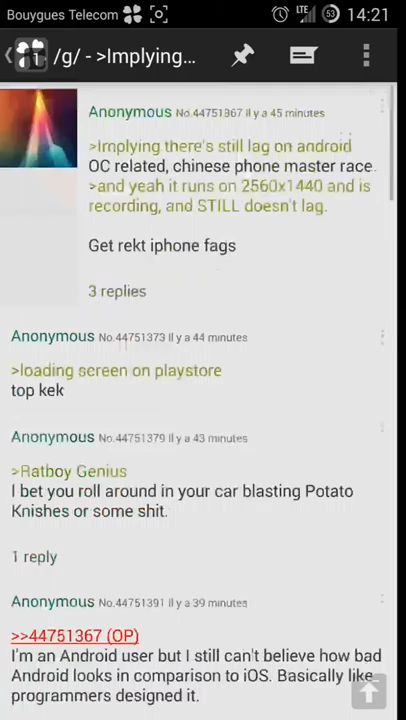 Bouygues Telecom LTE 53 14:21
/g/ - >Implying...
Anonymous No.44751367 Il y a 45 minutes
>Implying there's still lag on android
OC related, chinese phone master race
>and yeah it runs on 2560x1440 and is
recording, and STILL doesn't lag.
Get rekt iphone fags
3 replies
Anonymous No.44751373 Il y a 44 minutes
>loading screen on playstore
top kek
Anonymous No.44751379 Il y a 43 minutes
>Ratboy Genius
I bet you roll around in your car blasting Potato
Knishes or some shit.
1 reply
Anonymous No.44751391 Il y a 39 minutes
>>44751367 (OP)
I'm an Android user but I still can't believe how bad
Android looks in comparison to iOS. Basically like
programmers designed it.